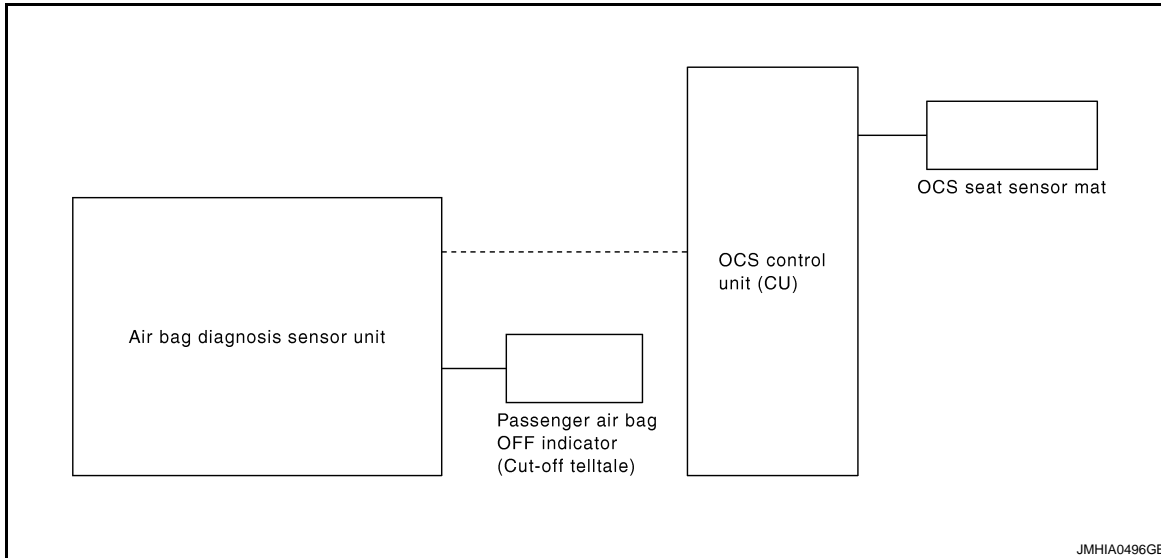 OCS seat sensor mat
OCS control
unit (CU)
Air bag diagnosis sensor unit
Passenger air bag
OFF indicator
(Cut-off telltale)
JMHIA0496GB